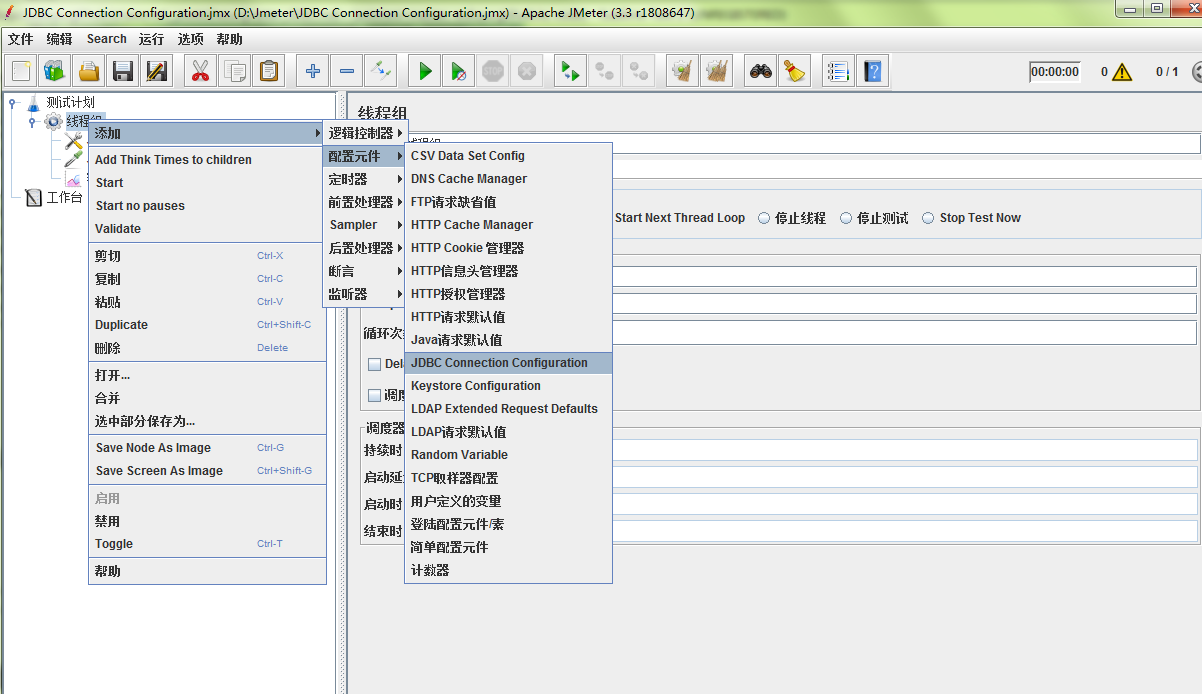 JDBC Connection Configuration.jmx (D:\Jmeter\JDBC Connection Configuration.jmx) - Apache JMeter (3.3 r1808647)
文件 编辑 Search 运行 选项 帮助
00:00:00 0 0 / 1
测试计划
线程组
工作台
添加
Add Think Times to children
Start
Start no pauses
Validate
剪切 Ctrl-X
复制 Ctrl-C
粘贴 Ctrl-V
Duplicate Ctrl+Shift-C
删除 Delete
打开...
合并
选中部分保存为...
Save Node As Image Ctrl-G
Save Screen As Image Ctrl+Shift-G
启用
禁用
Toggle Ctrl-T
帮助
逻辑控制器
配置元件
定时器
前置处理器
Sampler
后置处理器
断言
监听器
CSV Data Set Config
DNS Cache Manager
FTP请求缺省值
HTTP Cache Manager
HTTP Cookie 管理器
HTTP信息头管理器
HTTP授权管理器
HTTP请求默认值
Java请求默认值
JDBC Connection Configuration
Keystore Configuration
LDAP Extended Request Defaults
LDAP请求默认值
Random Variable
TCP取样器配置
用户定义的变量
登陆配置元件/素
简单配置元件
计数器
线程组
Start Next Thread Loop 停止线程 停止测试 Stop Test Now
循环次
Del
调度
调度器
持续时
启动延
启动时
结束时